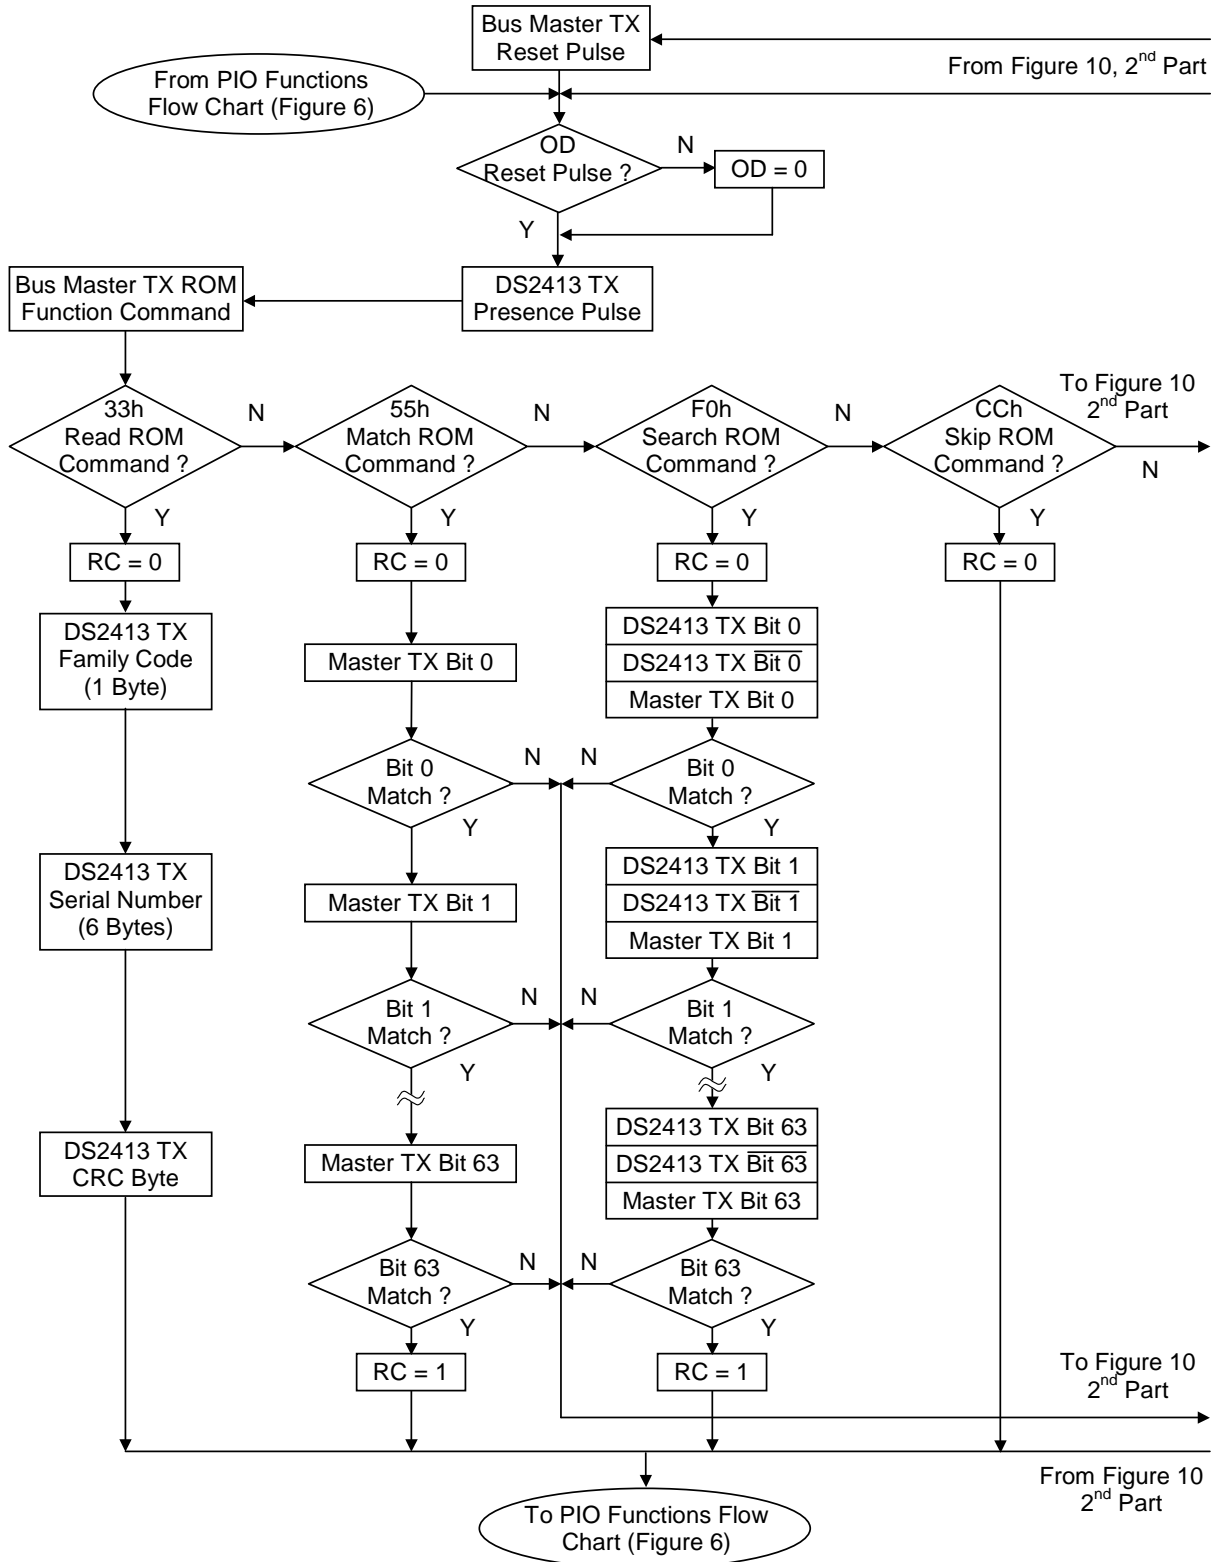 Bus Master TX
Reset Pulse
From Figure 10, 2nd Part
From PIO Functions
Flow Chart (Figure 6)
OD
Reset Pulse ?
N
OD = 0
Y
Bus Master TX ROM
Function Command
DS2413 TX
Presence Pulse
33h
Read ROM
Command ?
N
55h
Match ROM
Command ?
N
F0h
Search ROM
Command ?
N
CCh
Skip ROM
Command ?
To Figure 10
2nd Part
N
Y
Y
Y
Y
RC = 0
RC = 0
RC = 0
RC = 0
DS2413 TX
Family Code
(1 Byte)
Master TX Bit 0
DS2413 TX Bit 0
DS2413 TX Bit 0
Master TX Bit 0
Bit 0
Match ?
N
N
Bit 0
Match ?
Y
Y
DS2413 TX
Serial Number
(6 Bytes)
Master TX Bit 1
DS2413 TX Bit 1
DS2413 TX Bit 1
Master TX Bit 1
Bit 1
Match ?
N
N
Bit 1
Match ?
Y
Y
DS2413 TX
CRC Byte
Master TX Bit 63
DS2413 TX Bit 63
DS2413 TX Bit 63
Master TX Bit 63
Bit 63
Match ?
N
N
Bit 63
Match ?
Y
Y
RC = 1
RC = 1
To Figure 10
2nd Part
From Figure 10
2nd Part
To PIO Functions Flow
Chart (Figure 6)